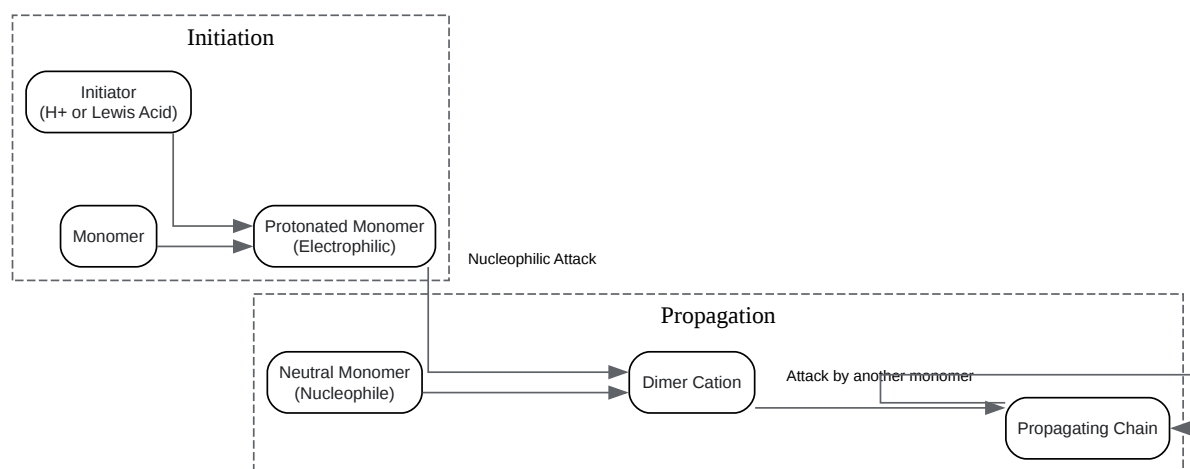 Initiation
Initiator
(H+ or Lewis Acid)
Monomer
Protonated Monomer
(Electrophilic)
Nucleophilic Attack
Propagation
Neutral Monomer
(Nucleophile)
Dimer Cation
Attack by another monomer
Propagating Chain